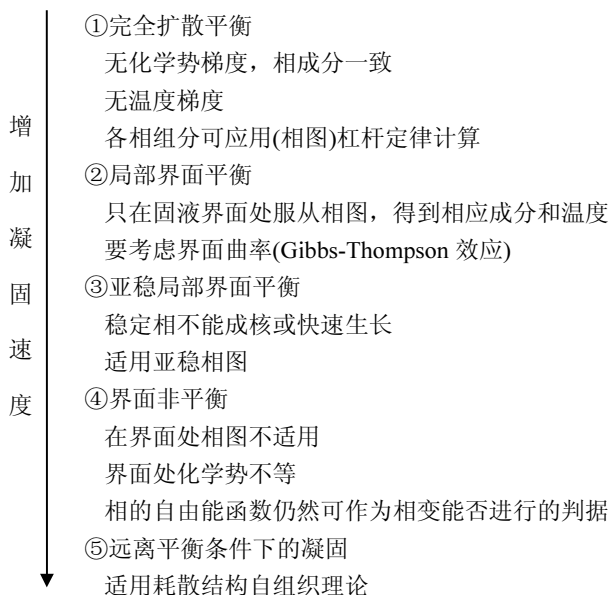 增加凝固速度
①完全扩散平衡
无化学势梯度，相成分一致
无温度梯度
各相组分可应用(相图)杠杆定律计算
②局部界面平衡
只在固液界面处服从相图，得到相应成分和温度
要考虑界面曲率(Gibbs-Thompson 效应)
③亚稳局部界面平衡
稳定相不能成核或快速生长
适用亚稳相图
④界面非平衡
在界面处相图不适用
界面处化学势不等
相的自由能函数仍然可作为相变能否进行的判据
⑤远离平衡条件下的凝固
适用耗散结构自组织理论